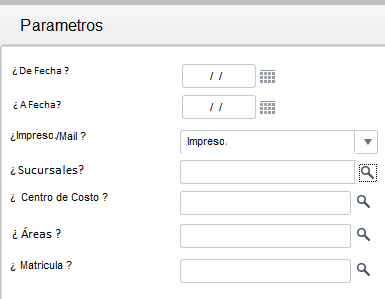 Parametros
¿ De Fecha ?
/ /
¿ A Fecha?
/ /
¿Impreso./Mail ?
Impreso.
¿Sucursales?
¿ Centro de Costo ?
¿ Áreas ?
¿ Matricula ?